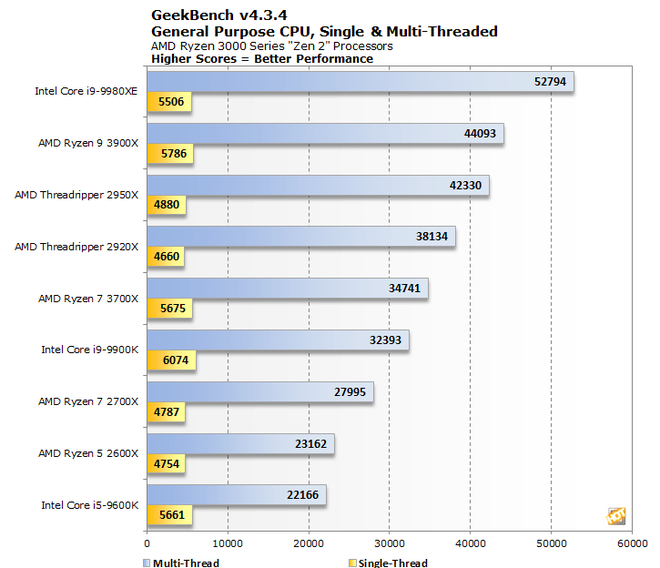 GeekBench v4.3.4
General Purpose CPU, Single & Multi-Threaded
AMD Ryzen 3000 Series "Zen 2" Processors
Higher Scores = Better Performance
Intel Core i9-9980XE
52794
5506
AMD Ryzen 9 3900X
44093
5786
AMD Threadripper 2950X
42330
4880
AMD Threadripper 2920X
38134
4660
AMD Ryzen 7 3700X
34741
5675
Intel Core i9-9900K
32393
6074
AMD Ryzen 7 2700X
27995
4787
AMD Ryzen 5 2600X
23162
4754
Intel Core i5-9600K
22166
5661
0 10000 20000 30000 40000 50000 60000
Multi-Thread Single-Thread